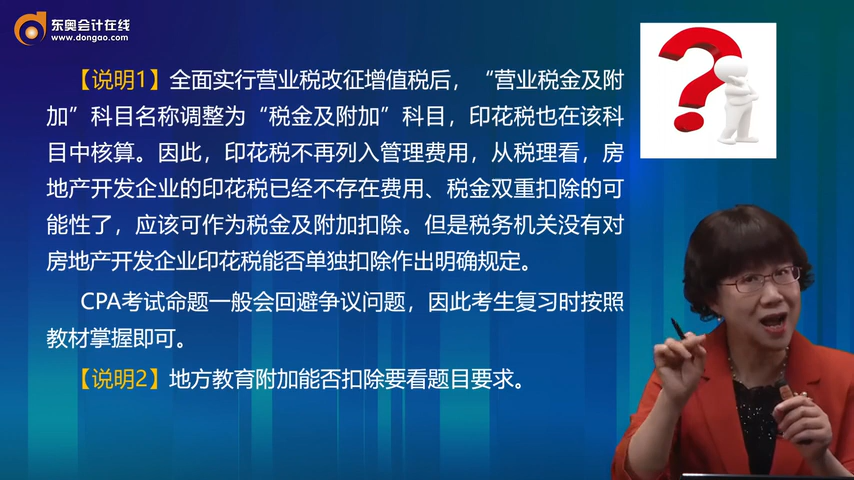 东奥会计在线
www.dongao.com
【说明1】全面实行营业税改征增值税后，“营业税金及附
加”科目名称调整为“税金及附加”科目，印花税也在该科
目中核算。因此，印花税不再列入管理费用，从税理看，房
地产开发企业的印花税已经不存在费用、税金双重扣除的可
能性了，应该可作为税金及附加扣除。但是税务机关没有对
房地产开发企业印花税能否单独扣除作出明确规定。
CPA考试命题一般会回避争议问题，因此考生复习时按照
教材掌握即可。
【说明2】地方教育附加能否扣除要看题目要求。